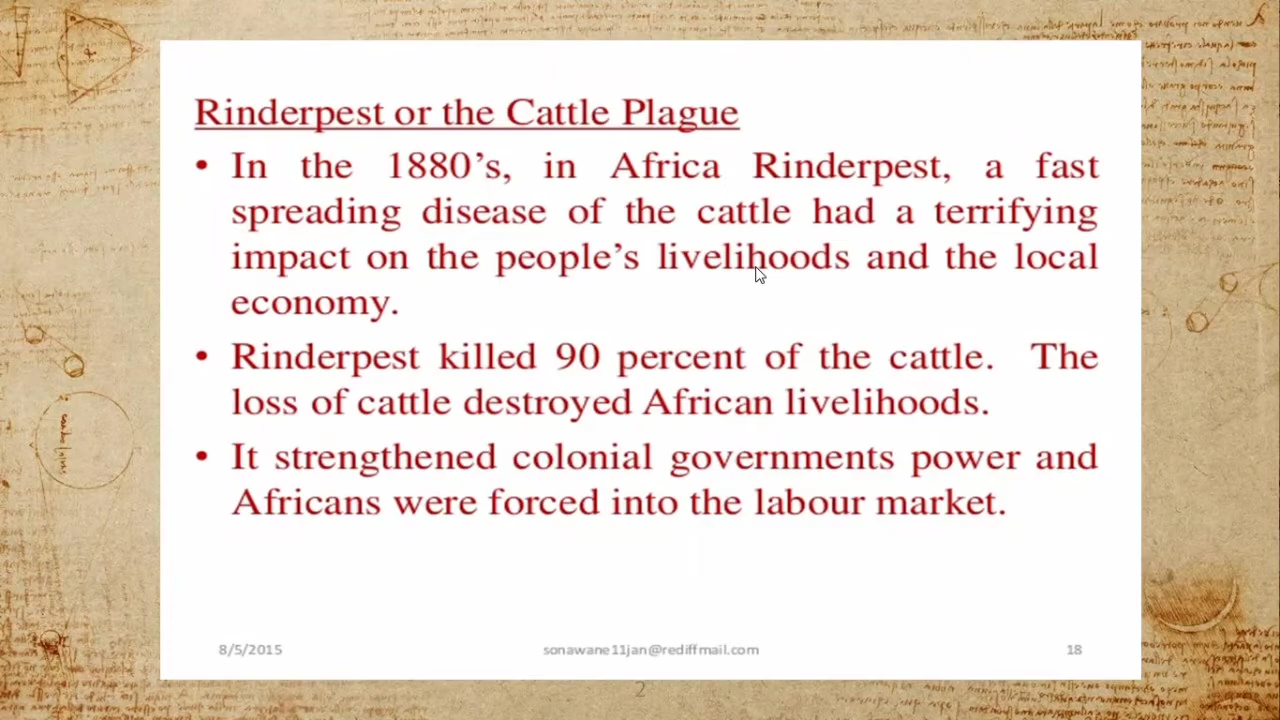 Rinderpest or the Cattle Plague
• In the 1880’s, in Africa Rinderpest, a fast
spreading disease of the cattle had a terrifying
impact on the people’s livelihoods and the local
economy.
• Rinderpest killed 90 percent of the cattle. The
loss of cattle destroyed African livelihoods.
• It strengthened colonial governments power and
Africans were forced into the labour market.
8/5/2015 sonawane11jan@rediffmail.com 18
2